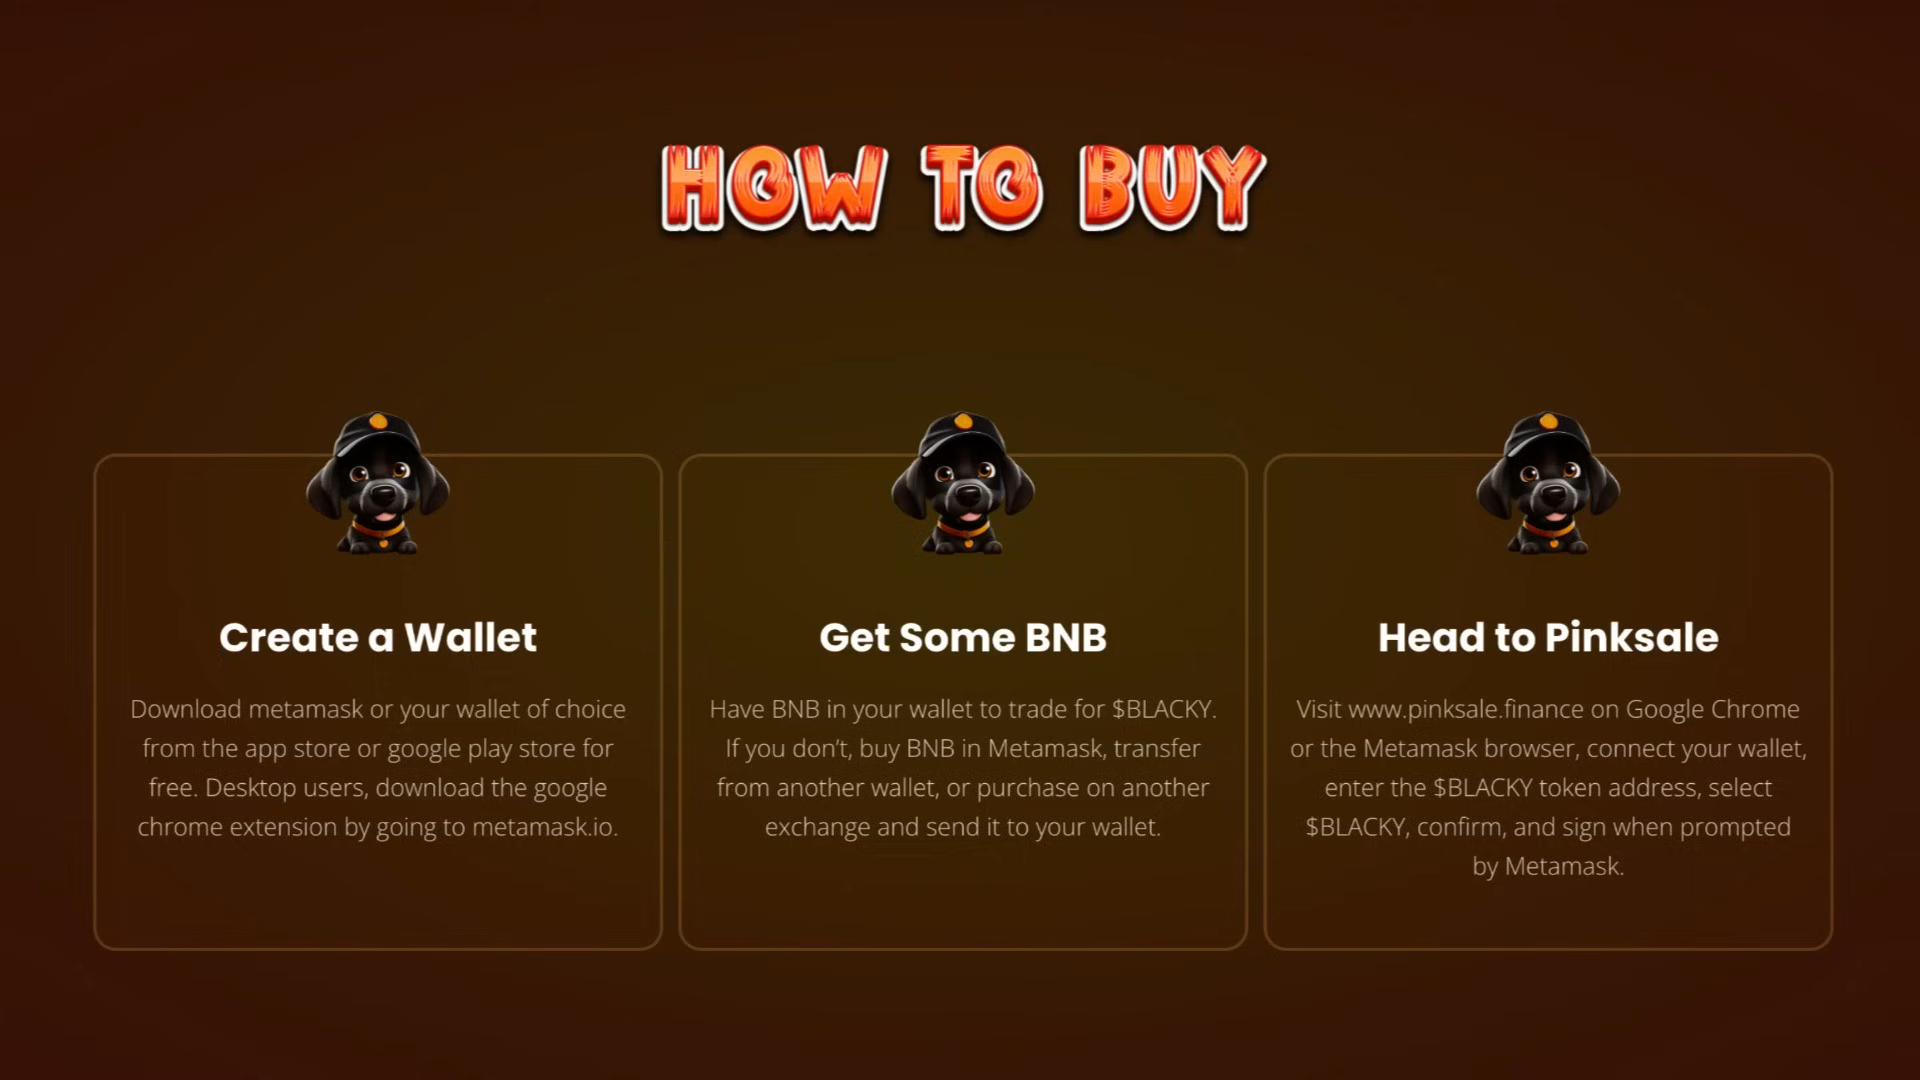 HOW TO BUY
Create a Wallet
Download metamask or your wallet of choice
from the app store or google play store for
free. Desktop users, download the google
chrome extension by going to metamask.io.
Get Some BNB
Have BNB in your wallet to trade for $BLACKY.
If you don’t, buy BNB in Metamask, transfer
from another wallet, or purchase on another
exchange and send it to your wallet.
Head to Pinksale
Visit www.pinksale.finance on Google Chrome
or the Metamask browser, connect your wallet,
enter the $BLACKY token address, select
$BLACKY, confirm, and sign when prompted
by Metamask.